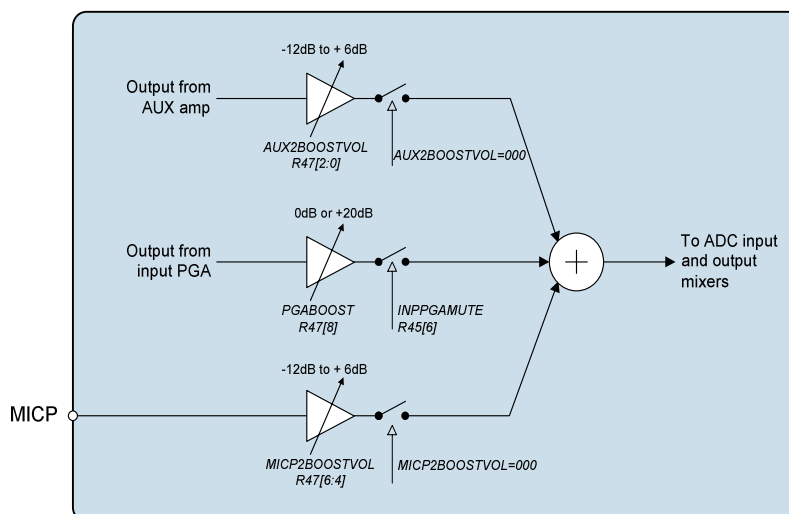 -12dB to + 6dB
Output from
AUX amp
AUX2BOOSTVOL
R47[2:0]
AUX2BOOSTVOL=000
0dB or +20dB
Output from
input PGA
PGABOOST
R47[8]
INPPGAMUTE
R45[6]
+
To ADC input
and output
mixers
-12dB to + 6dB
MICP
MICP2BOOSTVOL
R47[6:4]
MICP2BOOSTVOL=000